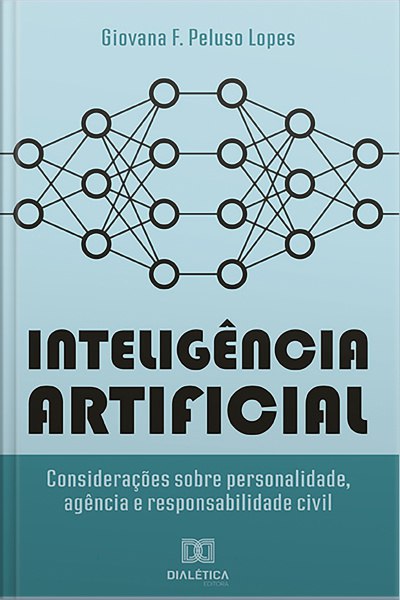 Giovana F. Peluso Lopes
INTELIGÊNCIA
ARTIFICIAL
Considerações sobre personalidade,
agência e responsabilidade civil
DIALÉTICA
EDITORA